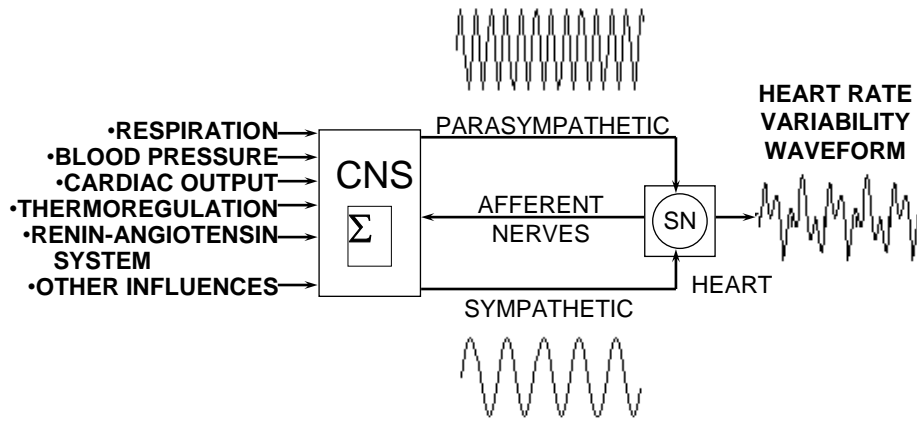 •RESPIRATION
•BLOOD PRESSURE
•CARDIAC OUTPUT
•THERMOREGULATION
•RENIN-ANGIOTENSIN
SYSTEM
•OTHER INFLUENCES
CNS
Σ
PARASYMPATHETIC
AFFERENT
NERVES
SYMPATHETIC
SN
HEART
HEART RATE
VARIABILITY
WAVEFORM